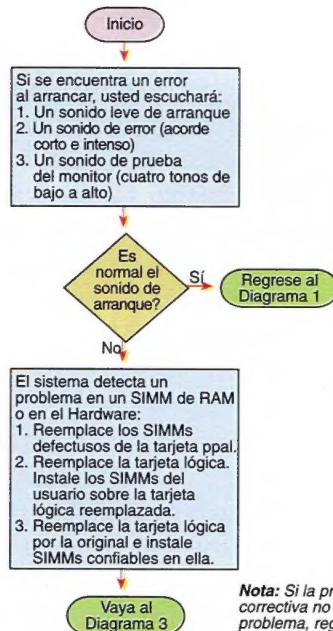 Inicio
Si se encuentra un error
al arrancar, usted escuchará:
1. Un sonido leve de arranque
2. Un sonido de error (acorde
corto e intenso)
3. Un sonido de prueba
del monitor (cuatro tonos de
bajo a alto)
Es
normal el
sonido de
arranque?
Sí
Regrese al
Diagrama 1
No
El sistema detecta un
problema en un SIMM de RAM
o en el Hardware:
1. Reemplace los SIMMs
defectusos de la tarjeta ppal.
2. Reemplace la tarjeta lógica.
Instale los SIMMs del
usuario sobre la tarjeta
lógica reemplazada.
3. Reemplace la tarjeta lógica
por la original e instale
SIMMs confiables en ella.
Nota: Si la pr
correctiva no
problema, reg
Vaya al
Diagrama 3